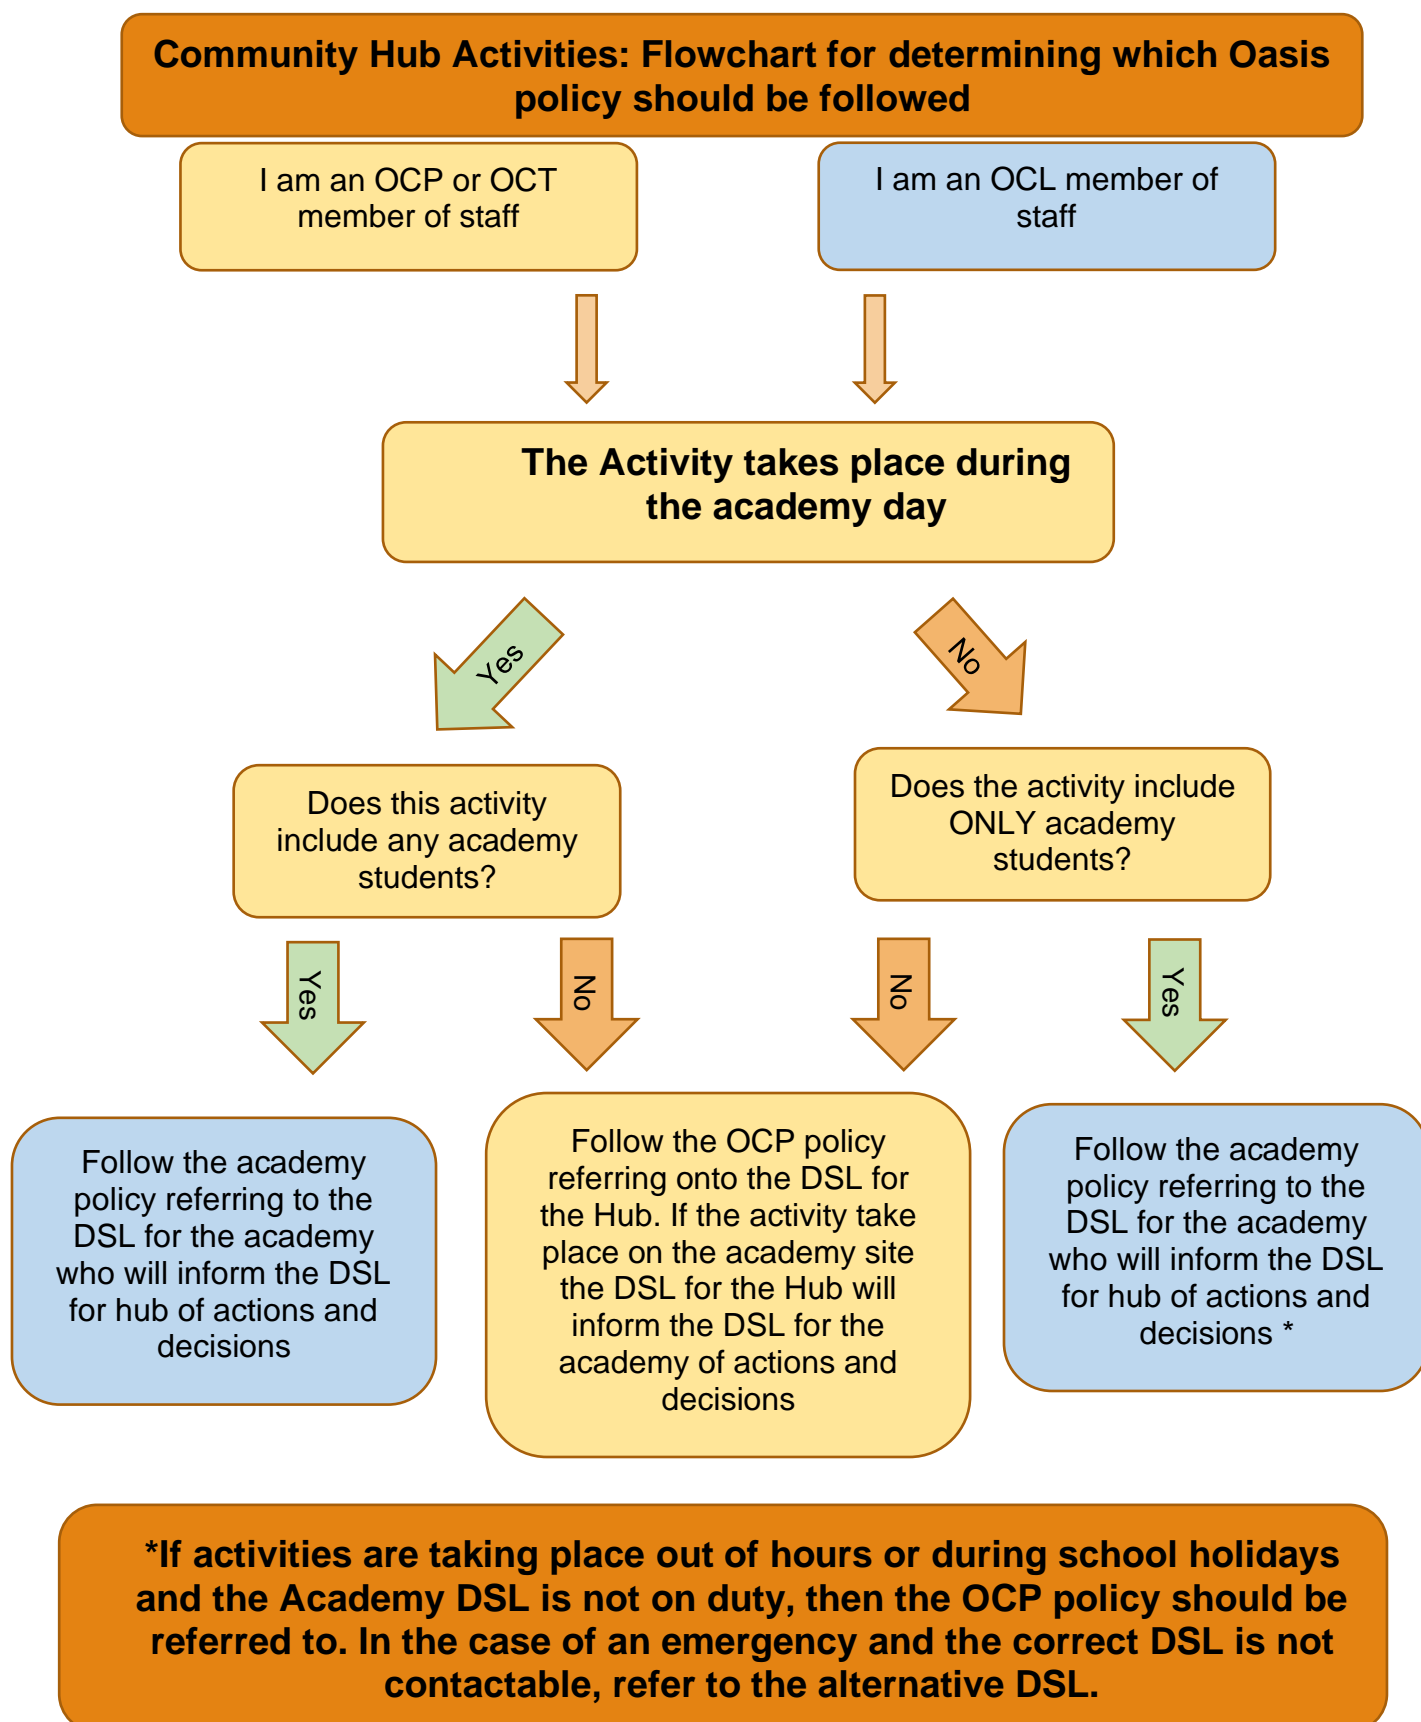 Community Hub Activities: Flowchart for determining which Oasis
policy should be followed
I am an OCP or OCT
member of staff
I am an OCL member of
staff
The Activity takes place during
the academy day
Yes
No
Does this activity
include any academy
students?
Does the activity include
ONLY academy
students?
Yes
No
No
Yes
Follow the academy
policy referring to the
DSL for the academy
who will inform the DSL
for hub of actions and
decisions
Follow the OCP policy
referring onto the DSL for
the Hub. If the activity take
place on the academy site
the DSL for the Hub will
inform the DSL for the
academy of actions and
decisions
Follow the academy
policy referring to the
DSL for the academy
who will inform the DSL
for hub of actions and
decisions *
*If activities are taking place out of hours or during school holidays
and the Academy DSL is not on duty, then the OCP policy should be
referred to. In the case of an emergency and the correct DSL is not
contactable, refer to the alternative DSL.